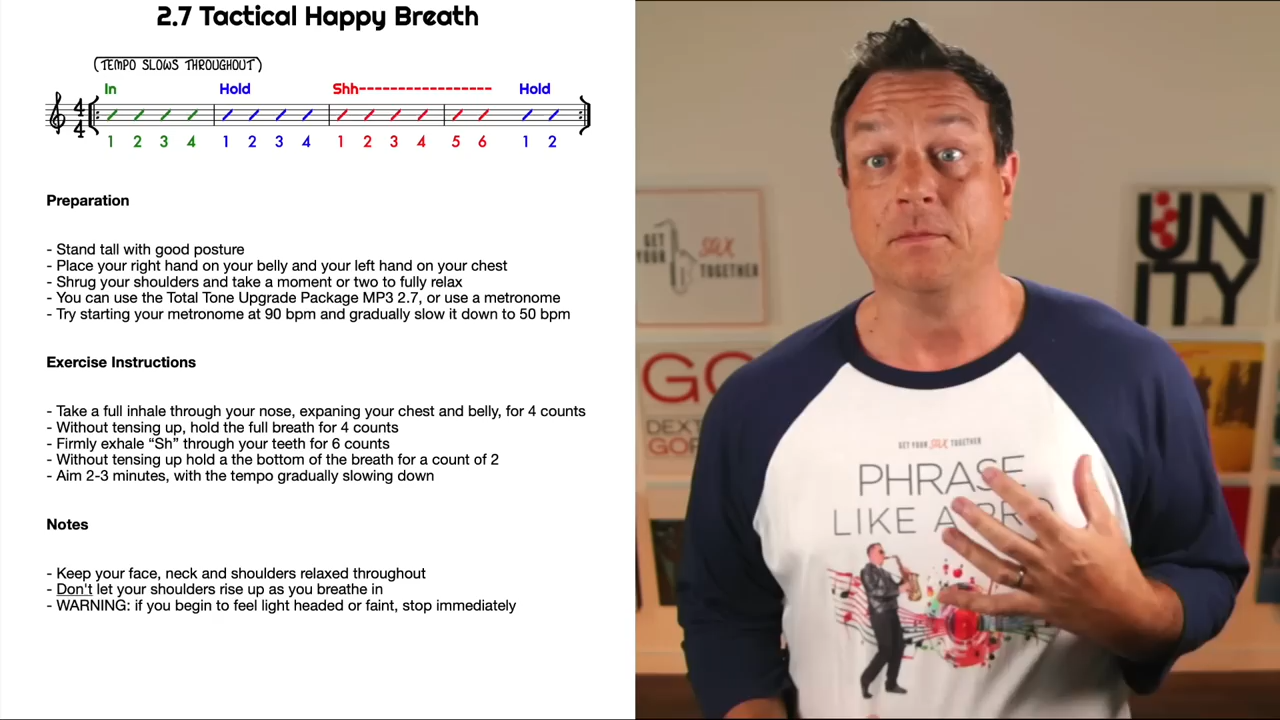 2.7 Tactical Happy Breath
(TEMPO SLOWS THROUGHOUT)
In Hold Shh----------------- Hold
4
4
1 2 3 4 1 2 3 4 1 2 3 4 5 6 1 2
Preparation
- Stand tall with good posture
- Place your right hand on your belly and your left hand on your chest
- Shrug your shoulders and take a moment or two to fully relax
- You can use the Total Tone Upgrade Package MP3 2.7, or use a metronome
- Try starting your metronome at 90 bpm and gradually slow it down to 50 bpm
Exercise Instructions
- Take a full inhale through your nose, expaning your chest and belly, for 4 counts
- Without tensing up, hold the full breath for 4 counts
- Firmly exhale “Sh” through your teeth for 6 counts
- Without tensing up hold a the bottom of the breath for a count of 2
- Aim 2-3 minutes, with the tempo gradually slowing down
Notes
- Keep your face, neck and shoulders relaxed throughout
- Don't let your shoulders rise up as you breathe in
- WARNING: if you begin to feel light headed or faint, stop immediately
GET
YOUR SAX
TOGETHER
UN
ITY
GO
DEXT
GOR
GET YOUR SAX TOGETHER
PHRASE
LIKE A PRO